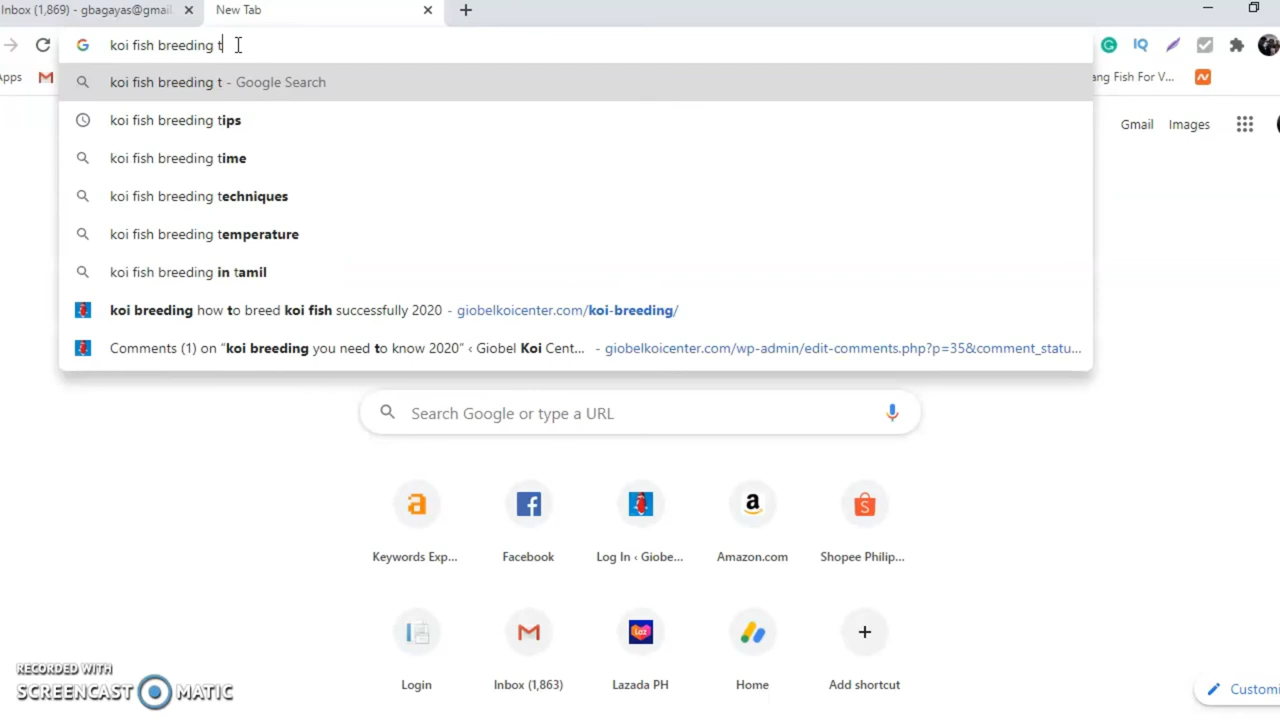 Inbox (1,869) - gbagayas@gmail.
New Tab
koi fish breeding t
Apps
ang Fish For V...
koi fish breeding t - Google Search
koi fish breeding tips
koi fish breeding time
koi fish breeding techniques
koi fish breeding temperature
koi fish breeding in tamil
koi breeding how to breed koi fish successfully 2020 - giobelkoicenter.com/koi-breeding/
Comments (1) on “koi breeding you need to know 2020” ‹ Giobel Koi Cent... - giobelkoicenter.com/wp-admin/edit-comments.php?p=35&comment_statu...
Gmail Images
Search Google or type a URL
Keywords Exp... Facebook Log In ‹ Giobe... Amazon.com Shopee Philip...
Login Inbox (1,863) Lazada PH Home Add shortcut
RECORDED WITH
SCREENCAST MATIC
Customi